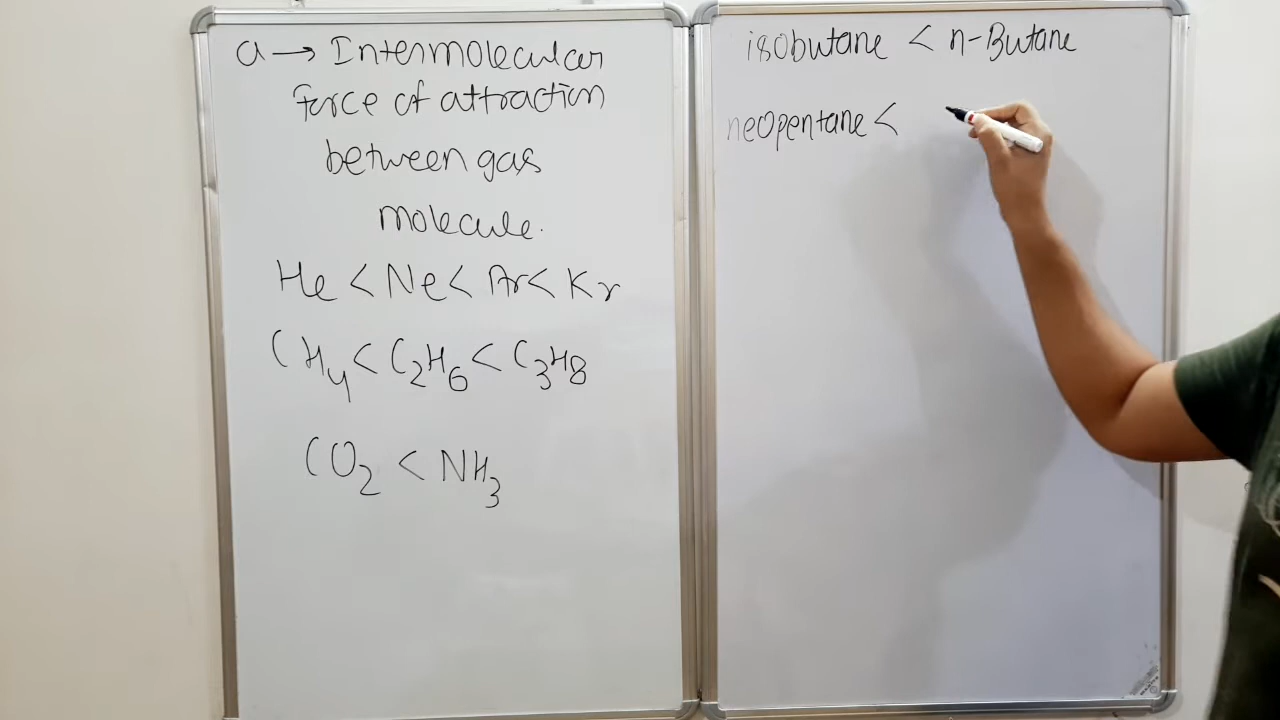 a → Intermolecular
force of attraction
between gas
molecule.
He < Ne < Ar < Kr
CH₄ < C₂H₆ < C₃H₈
CO₂ < NH₃
isobutane < n-Butane
neopentane <